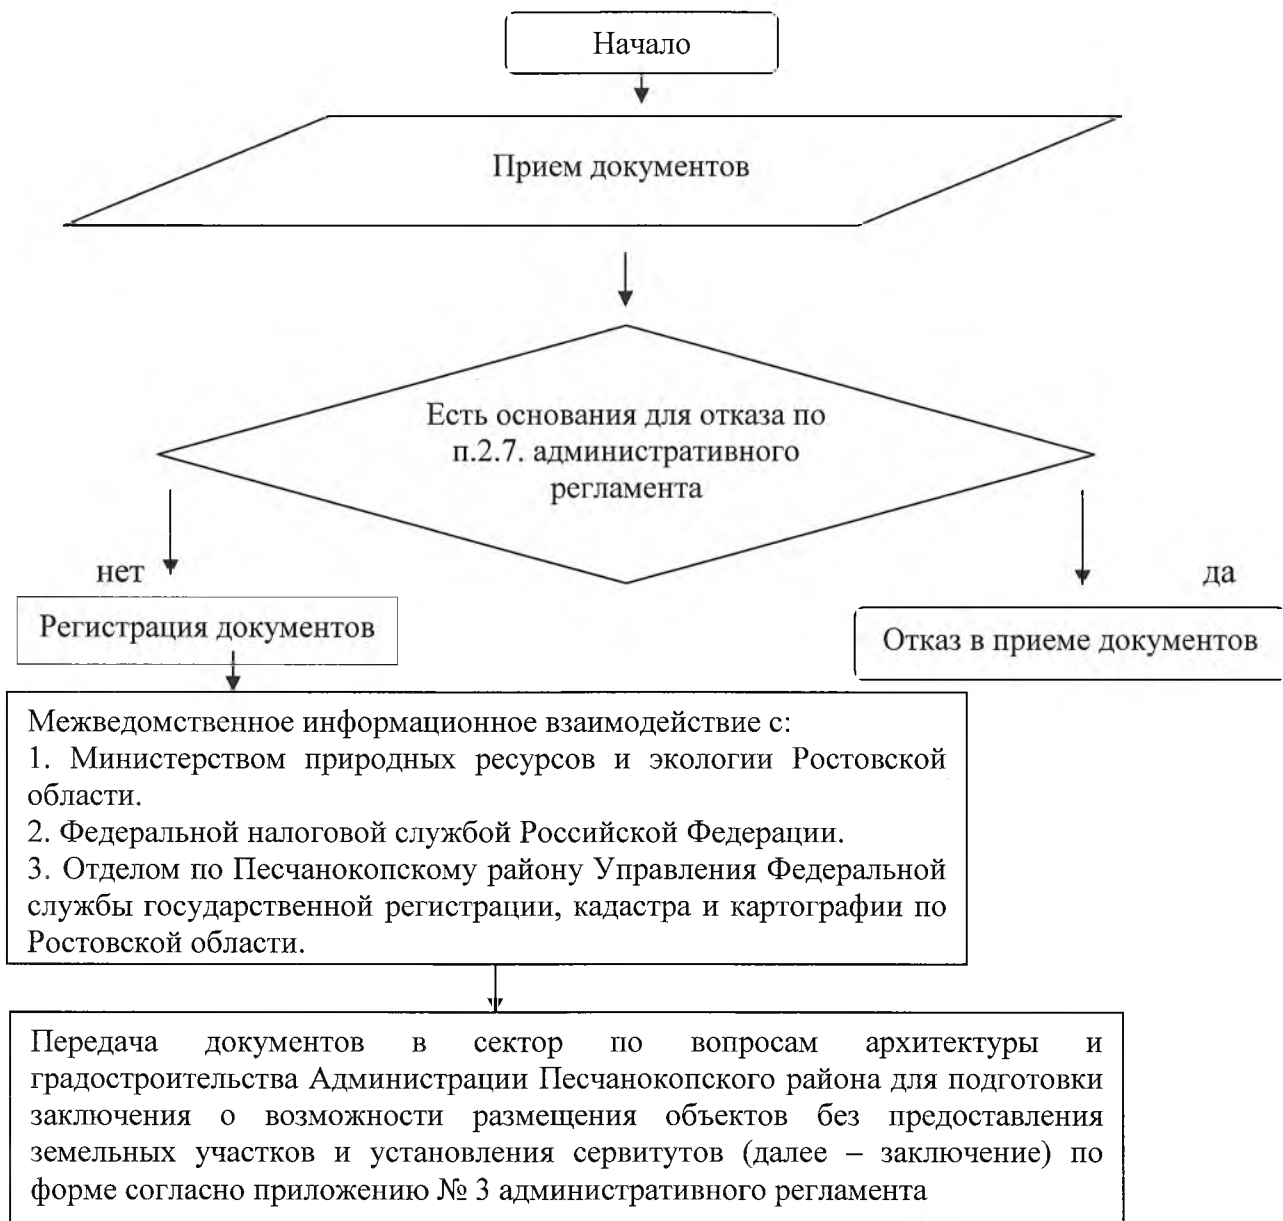 Начало
Прием документов
Есть основания для отказа по
п.2.7. административного
регламента
нет
да
Регистрация документов
Отказ в приеме документов
Межведомственное информационное взаимодействие с:
1. Министерством природных ресурсов и экологии Ростовской
области.
2. Федеральной налоговой службой Российской Федерации.
3. Отделом по Песчанокопскому району Управления Федеральной
службы государственной регистрации, кадастра и картографии по
Ростовской области.
Передача документов в сектор по вопросам архитектуры и
градостроительства Администрации Песчанокопского района для подготовки
заключения о возможности размещения объектов без предоставления
земельных участков и установления сервитутов (далее – заключение) по
форме согласно приложению № 3 административного регламента